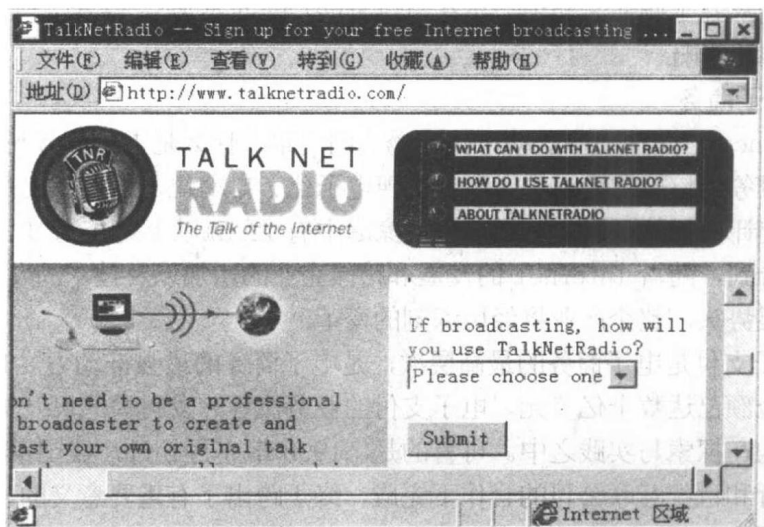 TalkNetRadio -- Sign up for your free Internet broadcasting ...
文件(F) 编辑(E) 查看(V) 转到(G) 收藏(A) 帮助(H)
地址(D) http://www.talknetradio.com/
TNR
TALK NET
RADIO
The Talk of the Internet
WHAT CAN I DO WITH TALKNET RADIO?
HOW DO I USE TALKNET RADIO?
ABOUT TALKNETRADIO
on't need to be a professional
broadcaster to create and
cast your own original talk
If broadcasting, how will
you use TalkNetRadio?
Please choose one
Submit
Internet 区域